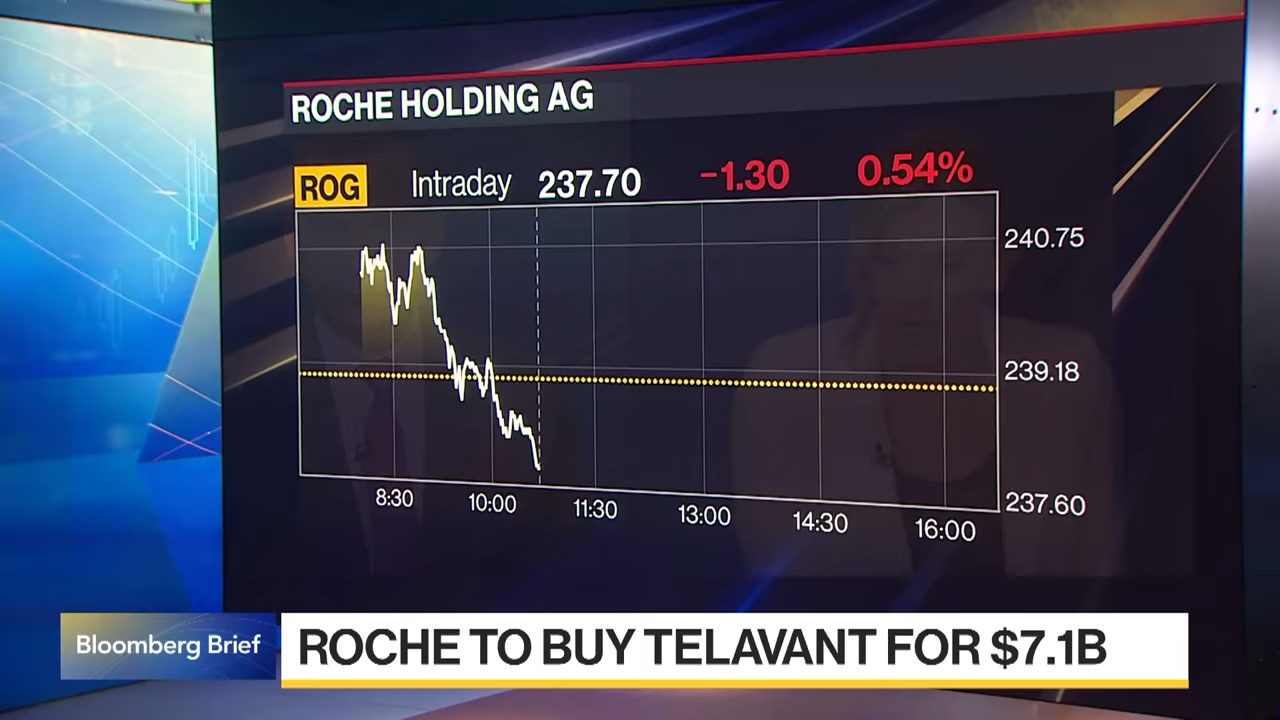 ROCHE HOLDING AG
ROG Intraday 237.70 −1.30 0.54%
240.75
239.18
237.60
8:30 10:00 11:30 13:00 14:30 16:00
Bloomberg Brief
ROCHE TO BUY TELAVANT FOR $7.1B